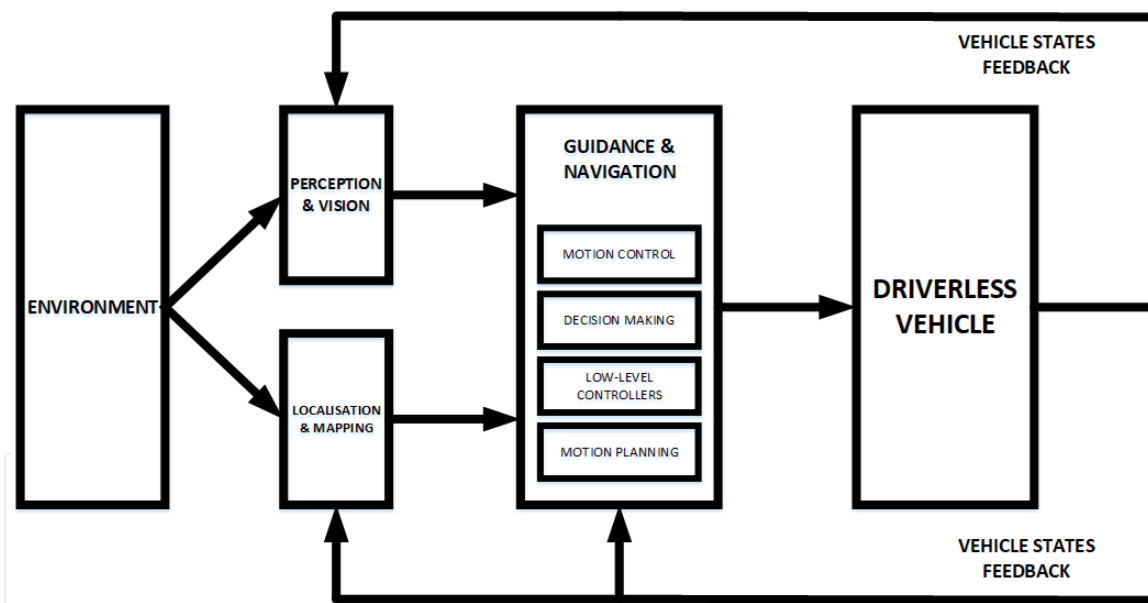 VEHICLE STATES
FEEDBACK
ENVIRONMENT
PERCEPTION
& VISION
LOCALISATION
& MAPPING
GUIDANCE &
NAVIGATION
MOTION CONTROL
DECISION MAKING
LOW-LEVEL
CONTROLLERS
MOTION PLANNING
DRIVERLESS
VEHICLE
VEHICLE STATES
FEEDBACK